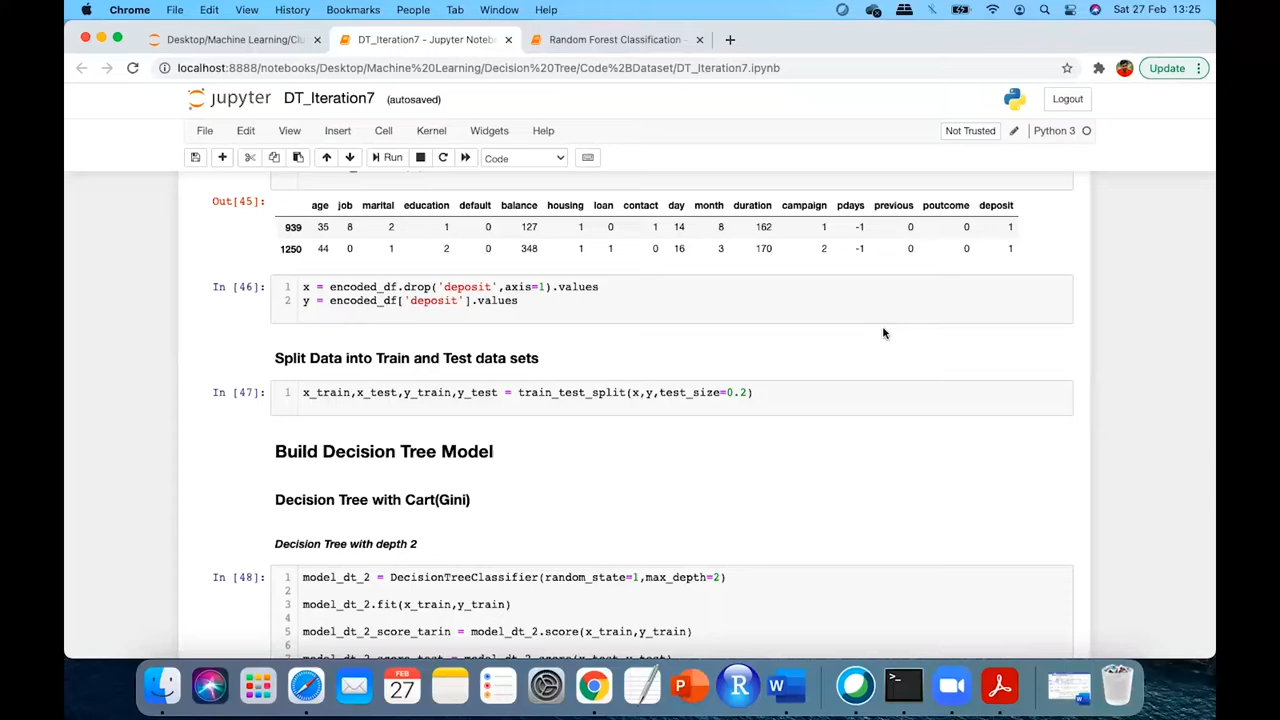 Chrome File Edit View History Bookmarks People Tab Window Help Sat 27 Feb 13:25
Desktop/Machine Learning/Clu DT_Iteration7 - Jupyter Notebo Random Forest Classification -
localhost:8888/notebooks/Desktop/Machine%20Learning/Decision%20Tree/Code%2BDataset/DT_Iteration7.ipynb Update
jupyter DT_Iteration7 (autosaved) Logout
File Edit View Insert Cell Kernel Widgets Help Not Trusted Python 3
Run Code
Out[45]: age job marital education default balance housing loan contact day month duration campaign pdays previous poutcome deposit
939 35 8 2 1 0 127 1 0 1 14 8 162 1 -1 0 0 1
1250 44 0 1 2 0 348 1 1 0 16 3 170 2 -1 0 0 1
In [46]: 1 x = encoded_df.drop('deposit',axis=1).values
2 y = encoded_df['deposit'].values
Split Data into Train and Test data sets
In [47]: 1 x_train,x_test,y_train,y_test = train_test_split(x,y,test_size=0.2)
Build Decision Tree Model
Decision Tree with Cart(Gini)
Decision Tree with depth 2
In [48]: 1 model_dt_2 = DecisionTreeClassifier(random_state=1,max_depth=2)
2
3 model_dt_2.fit(x_train,y_train)
4
5 model_dt_2_score_tarin = model_dt_2.score(x_train,y_train)
6
FEB
27